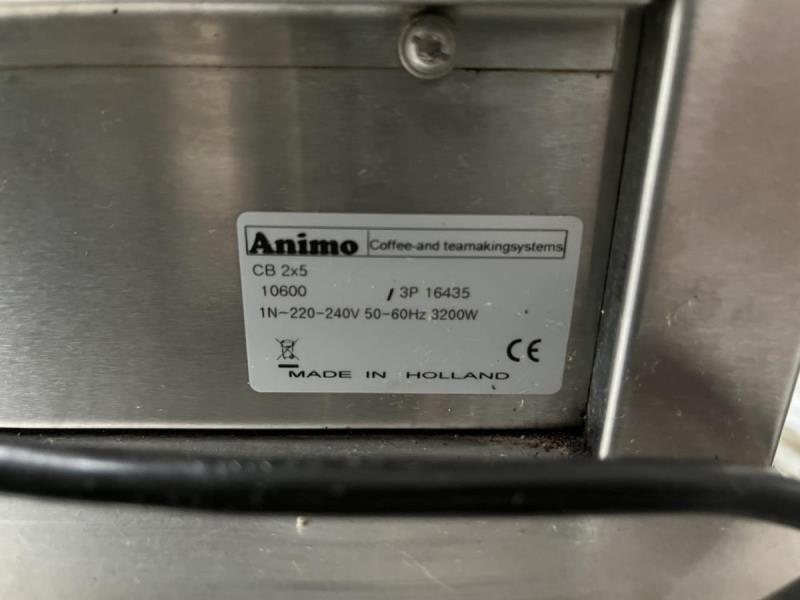 Animo Coffee-and teamakingsystems
CB 2x5
10600 / 3P 16435
1N~220-240V 50-60Hz 3200W
CE
MADE IN HOLLAND